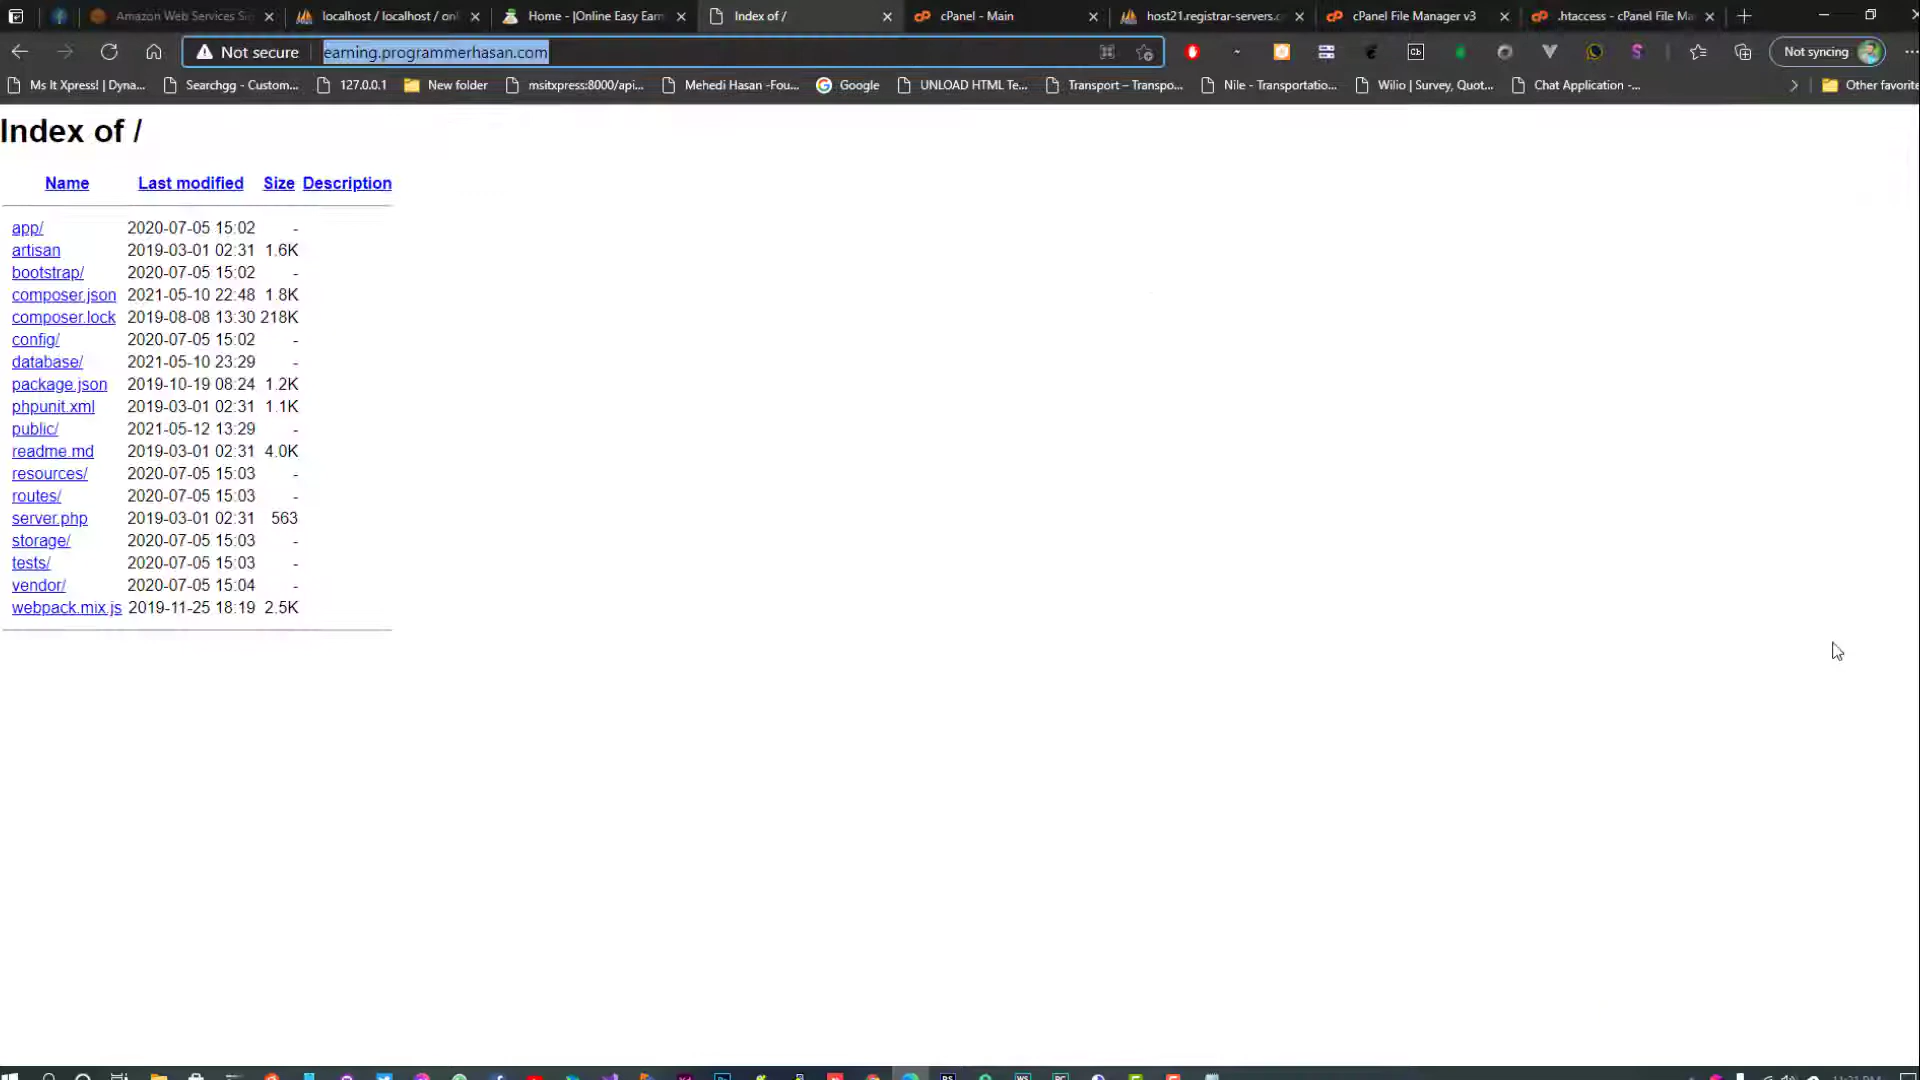 Amazon Web Services Si
localhost / localhost / onl
Home - |Online Easy Earn
Index of /
cPanel - Main
host21.registrar-servers.c
cPanel File Manager v3
.htaccess - cPanel File Ma
Not secure
earning.programmerhasan.com
Not syncing
Ms It Xpress! | Dyna...
Searchgg - Custom...
127.0.0.1
New folder
msitxpress:8000/api...
Mehedi Hasan -Fou...
Google
UNLOAD HTML Te...
Transport – Transpo...
Nile - Transportatio...
Wilio | Survey, Quot...
Chat Application -...
Other favorite
Index of /
Name Last modified Size Description
app/ 2020-07-05 15:02 -
artisan 2019-03-01 02:31 1.6K
bootstrap/ 2020-07-05 15:02 -
composer.json 2021-05-10 22:48 1.8K
composer.lock 2019-08-08 13:30 218K
config/ 2020-07-05 15:02 -
database/ 2021-05-10 23:29 -
package.json 2019-10-19 08:24 1.2K
phpunit.xml 2019-03-01 02:31 1.1K
public/ 2021-05-12 13:29 -
readme.md 2019-03-01 02:31 4.0K
resources/ 2020-07-05 15:03 -
routes/ 2020-07-05 15:03 -
server.php 2019-03-01 02:31 563
storage/ 2020-07-05 15:03 -
tests/ 2020-07-05 15:03 -
vendor/ 2020-07-05 15:04 -
webpack.mix.js 2019-11-25 18:19 2.5K